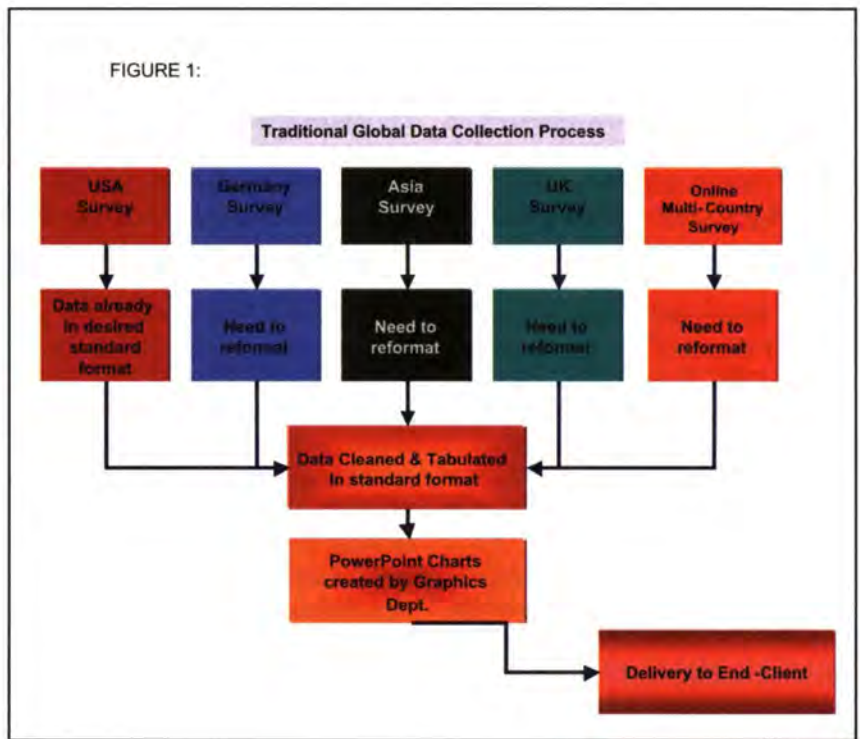 FIGURE 1:
Traditional Global Data Collection Process
USA
Survey
Germany
Survey
Asia
Survey
UK
Survey
Online
Multi-Country
Survey
Data already
in desired
standard
format
Need to
reformat
Need to
reformat
Need to
reformat
Need to
reformat
Data Cleaned & Tabulated
In standard format
PowerPoint Charts
created by Graphics
Dept.
Delivery to End -Client